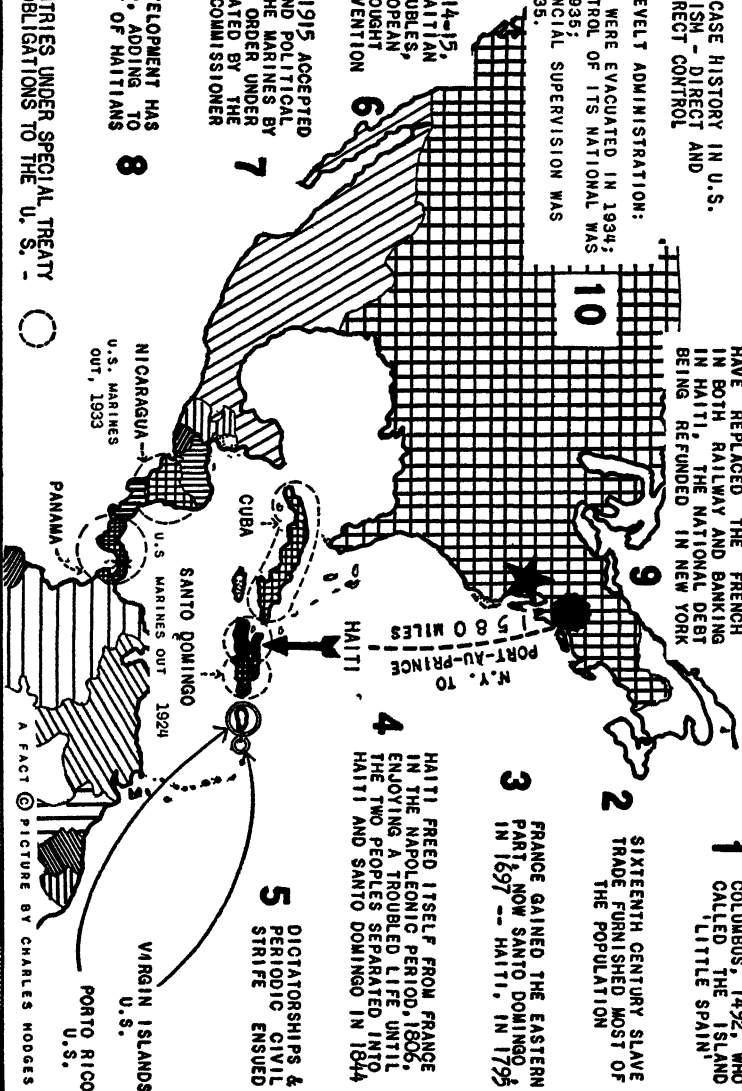 1
COLUMBUS, 1492, WHO
CALLED THE ISLAND
'LITTLE SPAIN'
2
SIXTEENTH CENTURY SLAVE
TRADE FURNISHED MOST OF
THE POPULATION
3
FRANCE GAINED THE EASTERN
PART, NOW SANTO DOMINGO,
IN 1697 -- HAITI, IN 1795
4
HAITI FREED ITSELF FROM FRANCE
IN THE NAPOLEONIC PERIOD, 1806,
ENJOYING A TROUBLED LIFE UNTIL
THE TWO PEOPLES SEPARATED INTO
HAITI AND SANTO DOMINGO IN 1844
5
DICTATORSHIPS &
PERIODIC CIVIL
STRIFE ENSUED
6
14-15,
HAITIAN
UBLES,
OPEAN
OUGHT
VENTION
7
1915 ACCEPTED
ND POLITICAL
HE MARINES BY
ORDER UNDER
ATED BY THE
COMMISSIONER
8
ELOPMENT HAS
, ADDING TO
OF HAITIANS
9
HAVE REPLACED THE FRENCH
IN BOTH RAILWAY AND BANKING
IN HAITI, THE NATIONAL DEBT
BEING REFUNDED IN NEW YORK
10
CASE HISTORY IN U.S.
ISM - DIRECT AND
RECT CONTROL
EVELT ADMINISTRATION:
WERE EVACUATED IN 1934;
TROL OF ITS NATIONAL WAS
935;
NCIAL SUPERVISION WAS
35.
1580 MILES
N.Y. TO
PORT-AU-PRINCE
HAITI
CUBA
SANTO DOMINGO
U.S MARINES OUT 1924
NICARAGUA
U.S. MARINES
OUT, 1933
PANAMA
VIRGIN ISLANDS
U.S.
PORTO RICO
U.S.
TRIES UNDER SPECIAL TREATY
OBLIGATIONS TO THE U. S. -
A FACT © PICTURE BY CHARLES HODGES